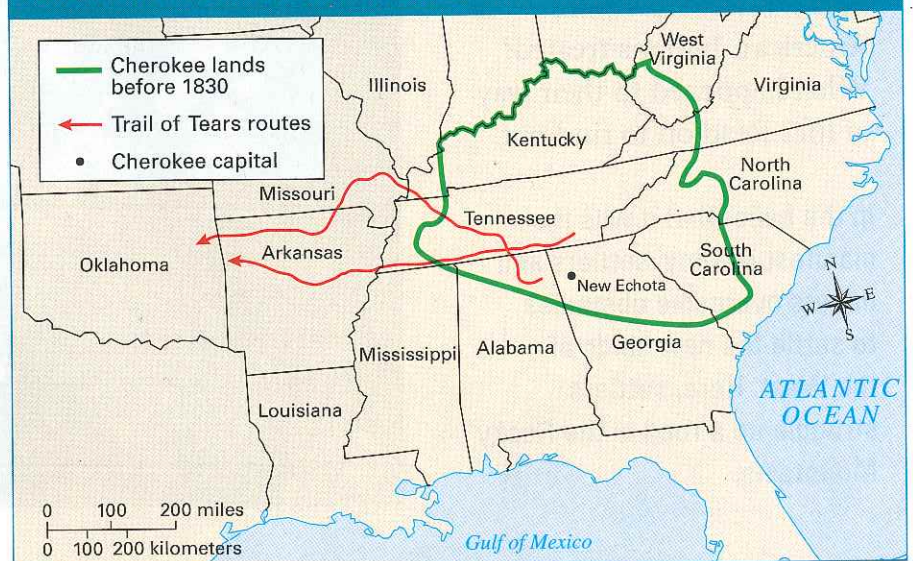 Cherokee lands
before 1830
Trail of Tears routes
Cherokee capital
Illinois
West
Virginia
Virginia
Kentucky
Missouri
North
Carolina
Tennessee
Oklahoma
Arkansas
South
Carolina
New Echota
N
W
E
S
Mississippi
Alabama
Georgia
Louisiana
ATLANTIC
OCEAN
0 100 200 miles
0 100 200 kilometers
Gulf of Mexico